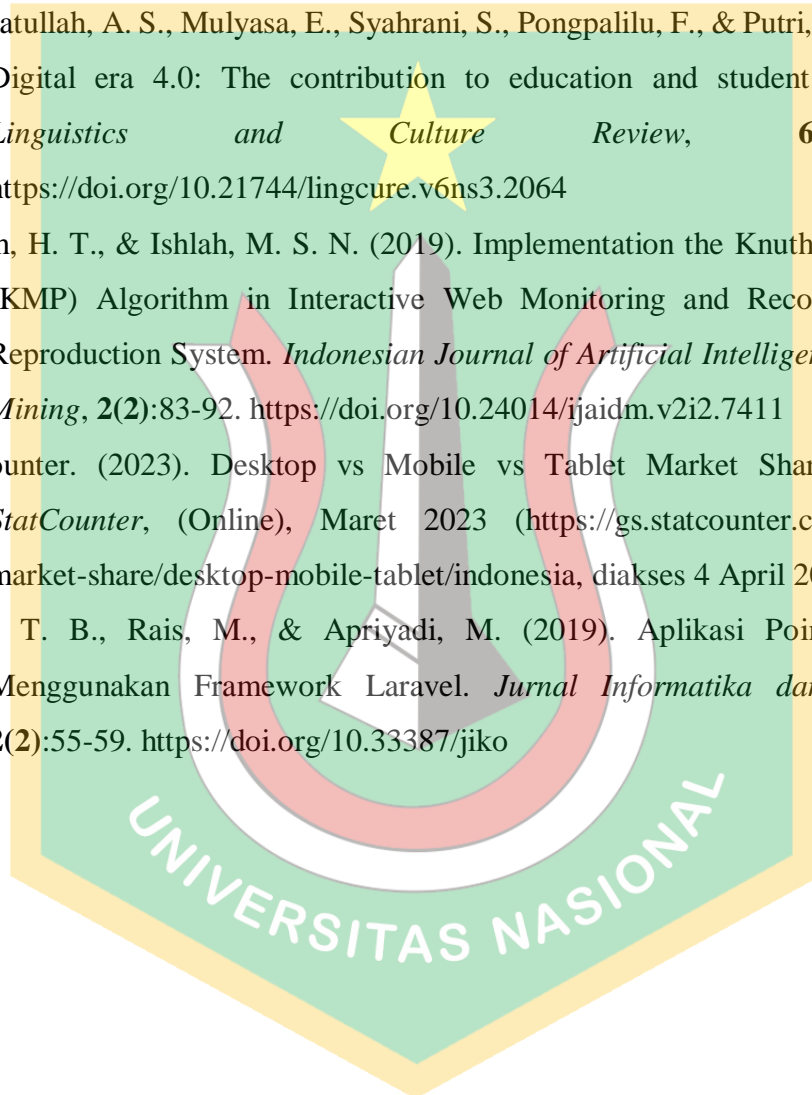 atullah, A. S., Mulyasa, E., Syahrani, S., Pongpalilu, F., & Putri,
Digital era 4.0: The contribution to education and student
Linguistics and Culture Review, 6
https://doi.org/10.21744/lingcure.v6ns3.2064
H. T., & Ishlah, M. S. N. (2019). Implementation the Knuth
(KMP) Algorithm in Interactive Web Monitoring and Reco
Reproduction System. Indonesian Journal of Artificial Intellige
Mining, 2(2):83-92. https://doi.org/10.24014/ijaidm.v2i2.7411
ounter. (2023). Desktop vs Mobile vs Tablet Market Shar
StatCounter, (Online), Maret 2023 (https://gs.statcounter.c
market-share/desktop-mobile-tablet/indonesia, diakses 4 April 20
T. B., Rais, M., & Apriyadi, M. (2019). Aplikasi Poin
Menggunakan Framework Laravel. Jurnal Informatika da
2(2):55-59. https://doi.org/10.33387/jiko
UNIVERSITAS NASIONAL